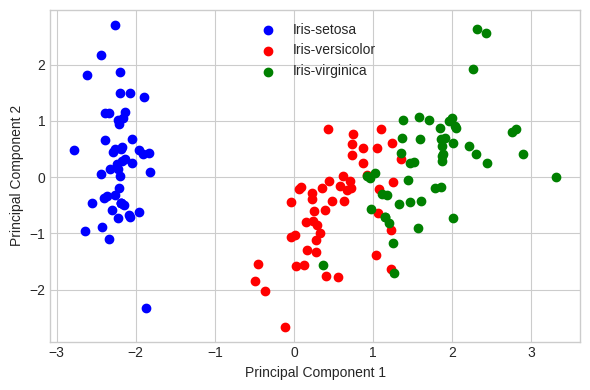 Iris-setosa
Iris-versicolor
Iris-virginica
Principal Component 2
2
1
0
−1
−2
−3 −2 −1 0 1 2 3
Principal Component 1